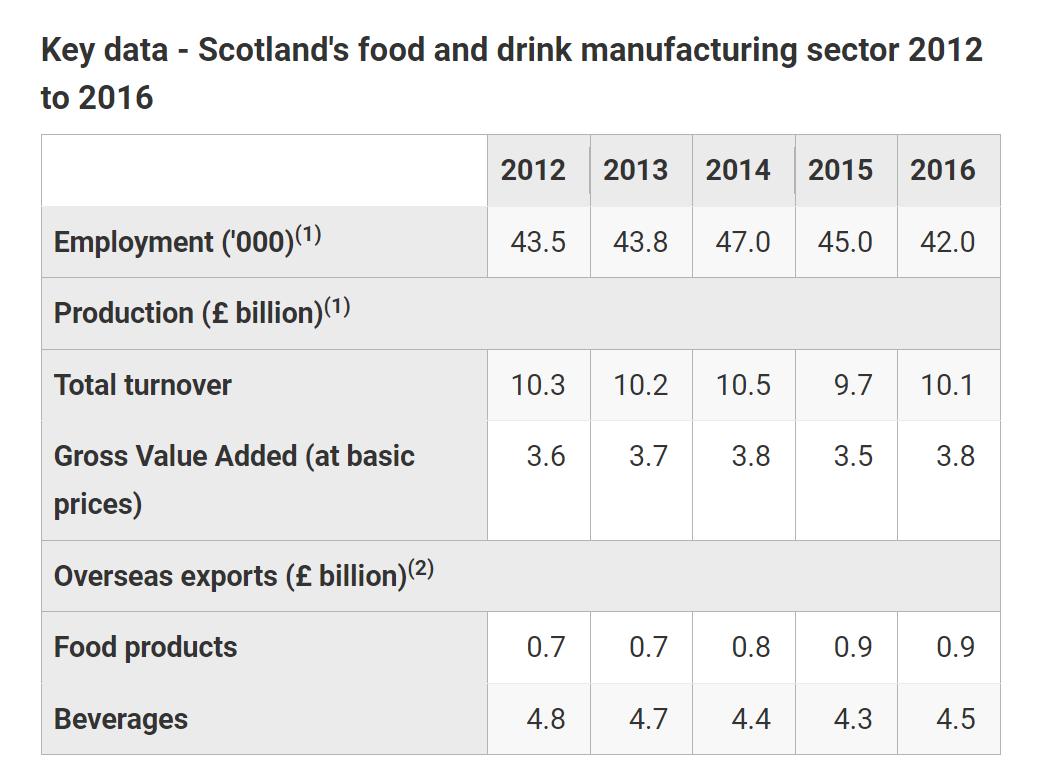 Key data - Scotland's food and drink manufacturing sector 2012
to 2016
2012 2013 2014 2015 2016
Employment ('000)(1) 43.5 43.8 47.0 45.0 42.0
Production (£ billion)(1)
Total turnover 10.3 10.2 10.5 9.7 10.1
Gross Value Added (at basic 3.6 3.7 3.8 3.5 3.8
prices)
Overseas exports (£ billion)(2)
Food products 0.7 0.7 0.8 0.9 0.9
Beverages 4.8 4.7 4.4 4.3 4.5